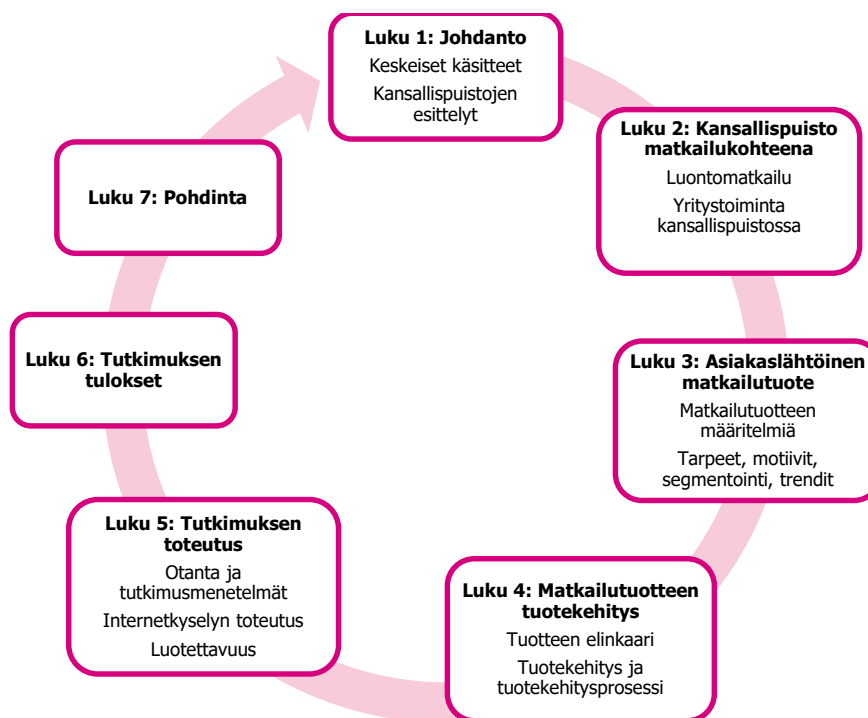 Luku 1: Johdanto
Keskeiset käsitteet
Kansallispuistojen
esittelyt
Luku 2: Kansallispuisto
matkailukohteena
Luontomatkailu
Yritystoiminta
kansallispuistossa
Luku 3: Asiakaslähtöinen
matkailutuote
Matkailutuotteen
määritelmiä
Tarpeet, motiivit,
segmentointi, trendit
Luku 4: Matkailutuotteen
tuotekehitys
Tuotteen elinkaari
Tuotekehitys ja
tuotekehitysprosessi
Luku 5: Tutkimuksen
toteutus
Otanta ja
tutkimusmenetelmät
Internetkyselyn toteutus
Luotettavuus
Luku 6: Tutkimuksen
tulokset
Luku 7: Pohdinta